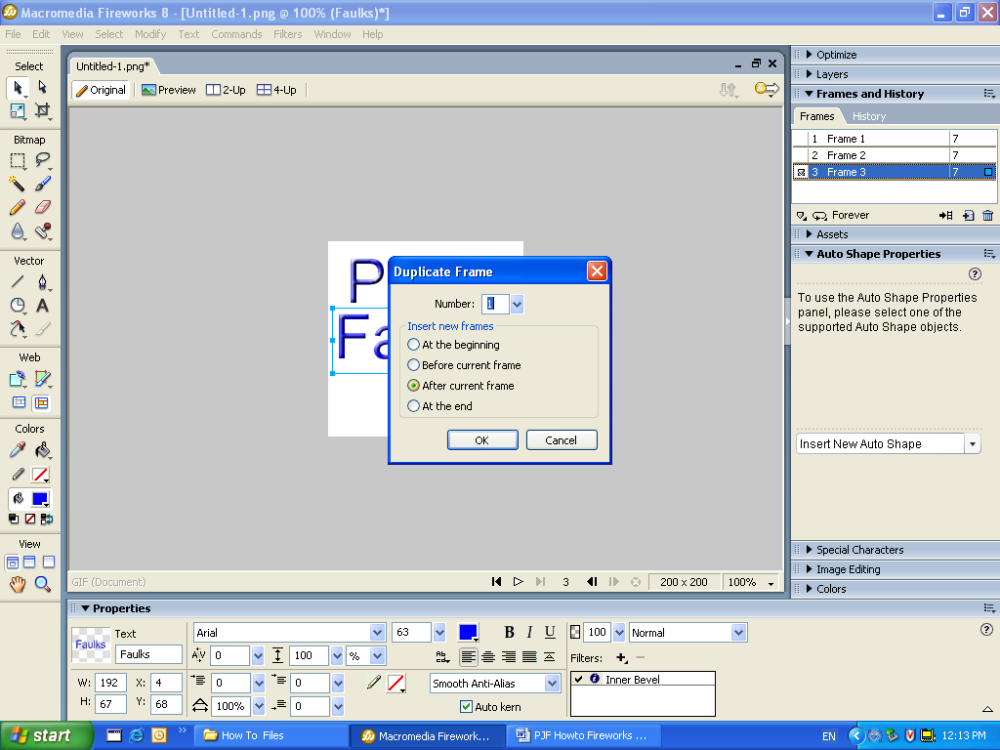 Macromedia Fireworks 8 - [Untitled-1.png @ 100% (Faulks)*]
File Edit View Select Modify Text Commands Filters Window Help
Select
Bitmap
Vector
Web
Colors
View
Untitled-1.png*
Original Preview 2-Up 4-Up
P
Fa
Duplicate Frame
Number: 1
Insert new frames
At the beginning
Before current frame
After current frame
At the end
OK Cancel
GIF (Document) 3 200 x 200 100%
Optimize
Layers
Frames and History
Frames History
1 Frame 1 7
2 Frame 2 7
3 Frame 3 7
Forever
Assets
Auto Shape Properties
To use the Auto Shape Properties
panel, please select one of the
supported Auto Shape objects.
Insert New Auto Shape
Special Characters
Image Editing
Colors
Properties
Faulks Text Arial 63 B I U 100 Normal
Faulks 0 100 % Filters:
W: 192 X: 4 0 0 Smooth Anti-Alias Inner Bevel
H: 67 Y: 68 100% 0 Auto kern
start How To Files Macromedia Firework... PJF Howto Fireworks ... EN 12:13 PM